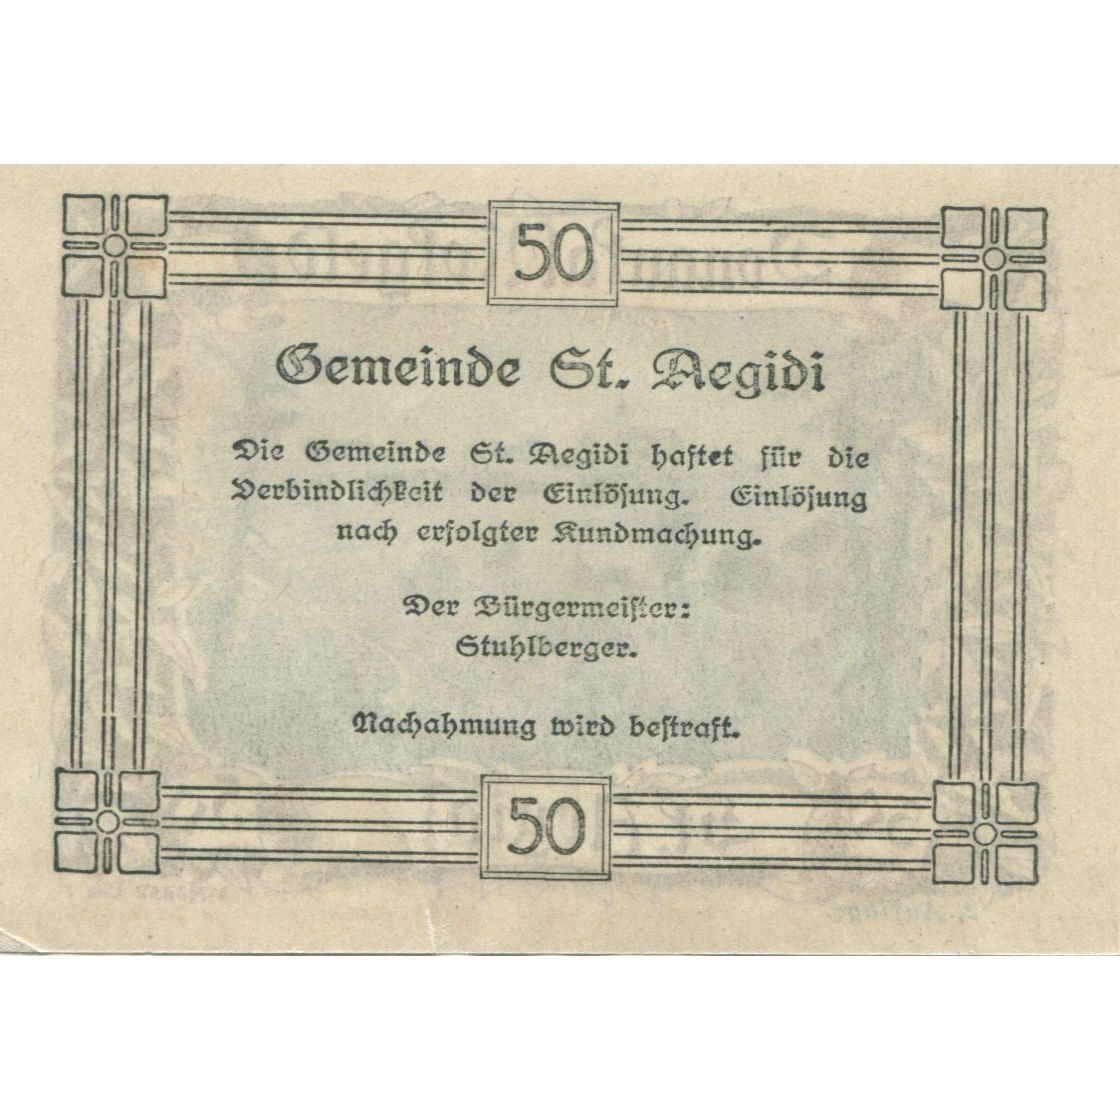 50
Gemeinde St. Aegidi
Die Gemeinde St. Aegidi haftet für die
Verbindlichkeit der Einlösung. Einlösung
nach erfolgter Kundmachung.
Der Bürgermeister:
Stuhlberger.
Nachahmung wird bestraft.
50